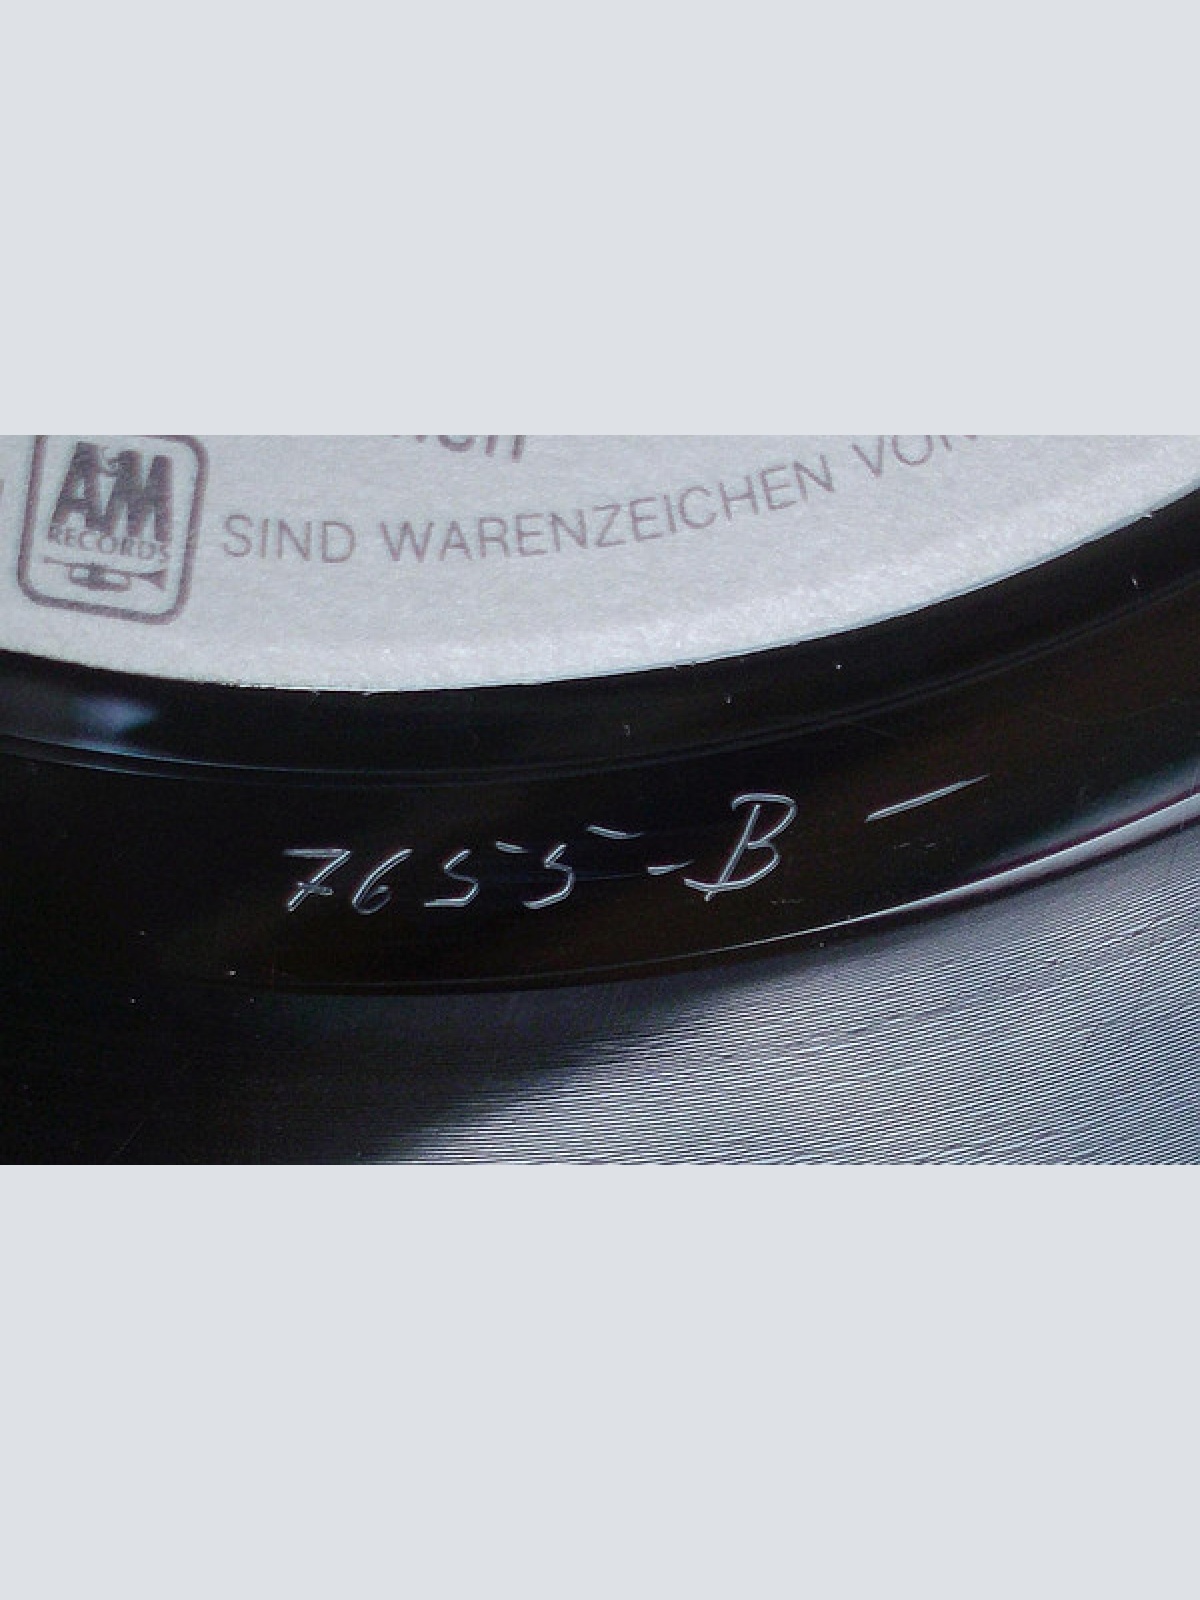 A&M
RECORDS
SIND WARENZEICHEN VON
7655-B –